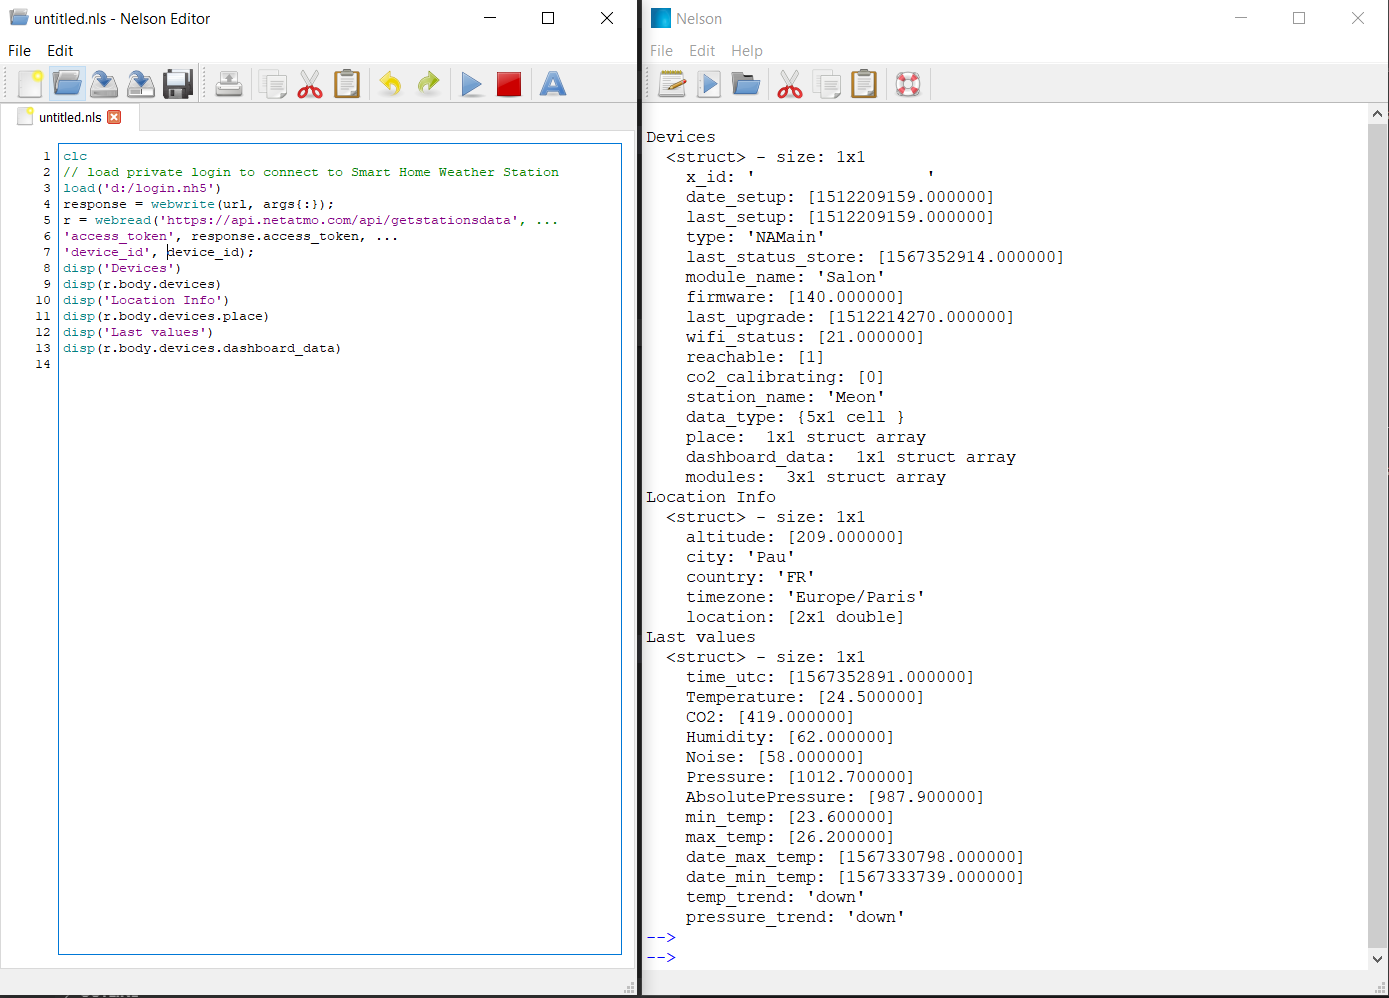 untitled.nls - Nelson Editor
File Edit
untitled.nls
1 clc
2 // load private login to connect to Smart Home Weather Station
3 load('d:/login.nh5')
4 response = webwrite(url, args{:});
5 r = webread('https://api.netatmo.com/api/getstationsdata', ...
6 'access_token', response.access_token, ...
7 'device_id', device_id);
8 disp('Devices')
9 disp(r.body.devices)
10 disp('Location Info')
11 disp(r.body.devices.place)
12 disp('Last values')
13 disp(r.body.devices.dashboard_data)
14
Nelson
File Edit Help
Devices
<struct> - size: 1x1
x_id: '                  '
date_setup: [1512209159.000000]
last_setup: [1512209159.000000]
type: 'NAMain'
last_status_store: [1567352914.000000]
module_name: 'Salon'
firmware: [140.000000]
last_upgrade: [1512214270.000000]
wifi_status: [21.000000]
reachable: [1]
co2_calibrating: [0]
station_name: 'Meon'
data_type: {5x1 cell }
place:  1x1 struct array
dashboard_data:  1x1 struct array
modules:  3x1 struct array
Location Info
<struct> - size: 1x1
altitude: [209.000000]
city: 'Pau'
country: 'FR'
timezone: 'Europe/Paris'
location: [2x1 double]
Last values
<struct> - size: 1x1
time_utc: [1567352891.000000]
Temperature: [24.500000]
CO2: [419.000000]
Humidity: [62.000000]
Noise: [58.000000]
Pressure: [1012.700000]
AbsolutePressure: [987.900000]
min_temp: [23.600000]
max_temp: [26.200000]
date_max_temp: [1567330798.000000]
date_min_temp: [1567333739.000000]
temp_trend: 'down'
pressure_trend: 'down'
-->
-->